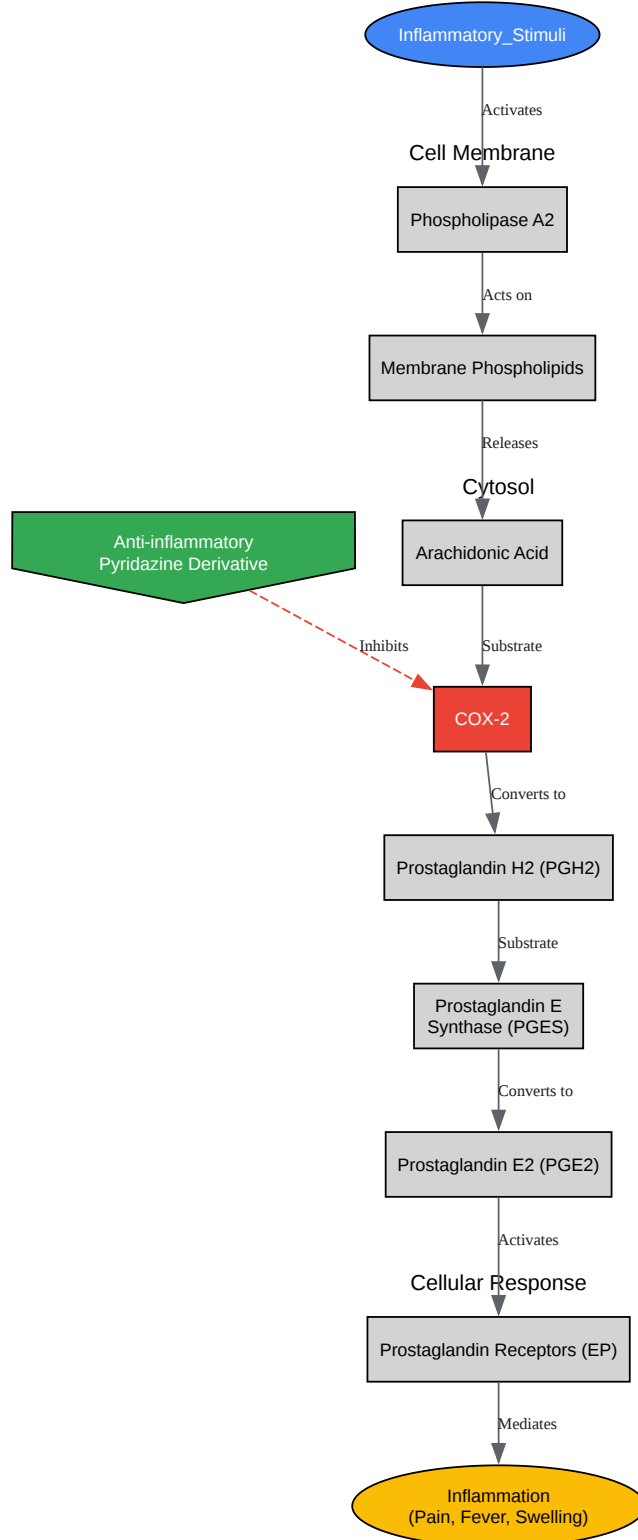 Inflammatory_Stimuli
Activates
Cell Membrane
Phospholipase A2
Acts on
Membrane Phospholipids
Releases
Cytosol
Anti-inflammatory
Pyridazine Derivative
Arachidonic Acid
Inhibits
Substrate
COX-2
Converts to
Prostaglandin H2 (PGH2)
Substrate
Prostaglandin E
Synthase (PGES)
Converts to
Prostaglandin E2 (PGE2)
Activates
Cellular Response
Prostaglandin Receptors (EP)
Mediates
Inflammation
(Pain, Fever, Swelling)